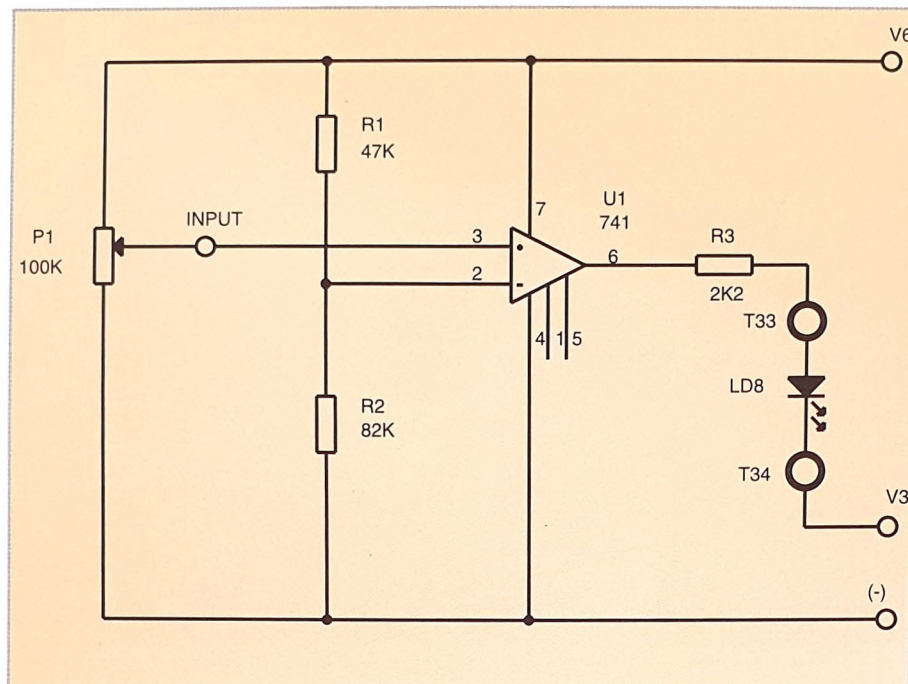 V6
R1
47K
U1
741
7
INPUT
P1
100K
3
2
6
R3
2K2
T33
4
1
5
LD8
R2
82K
T34
V3
(-)